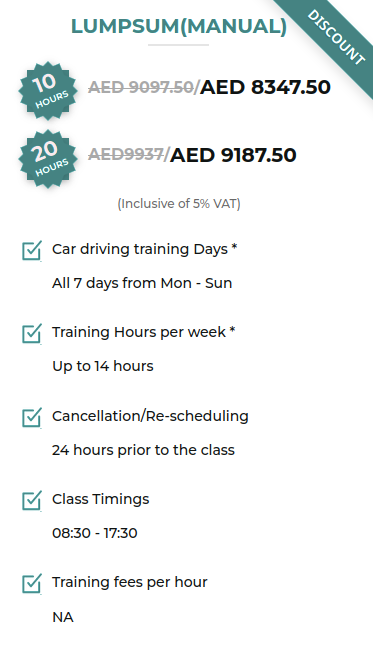 LUMPSUM(MANUAL)
DISCOUNT
10 HOURS
AED 9097.50/AED 8347.50
20 HOURS
AED9937/AED 9187.50
(Inclusive of 5% VAT)
Car driving training Days *
All 7 days from Mon - Sun
Training Hours per week *
Up to 14 hours
Cancellation/Re-scheduling
24 hours prior to the class
Class Timings
08:30 - 17:30
Training fees per hour
NA